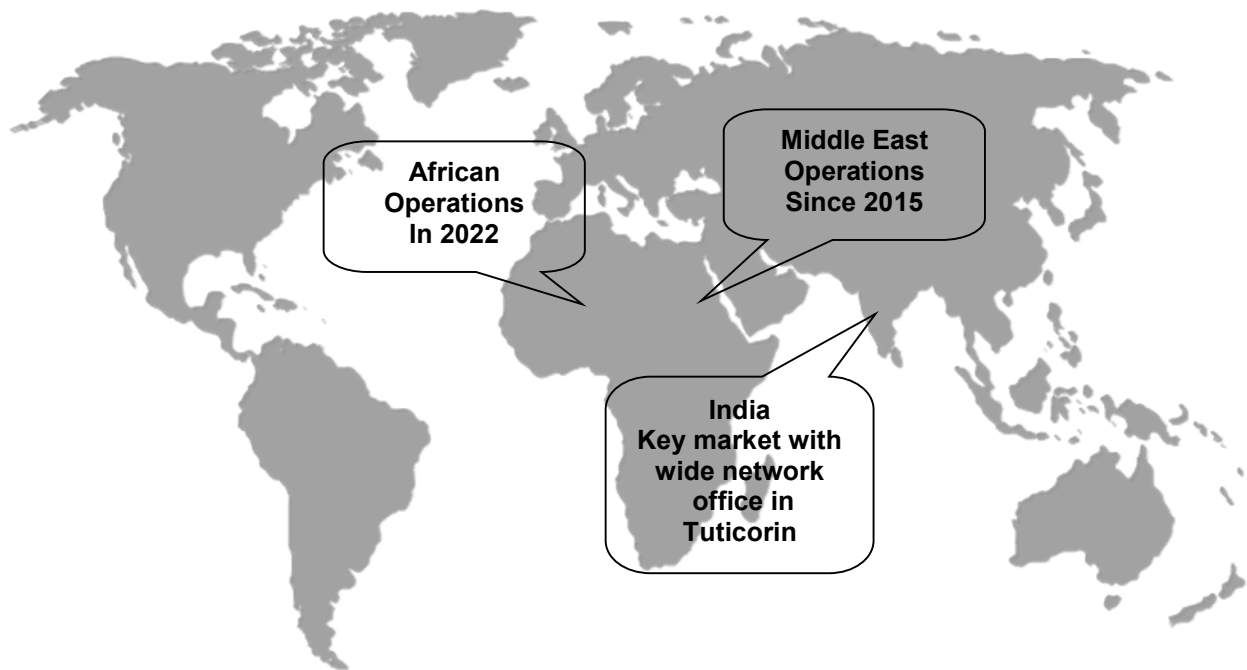 African
Operations
In 2022
Middle East
Operations
Since 2015
India
Key market with
wide network
office in
Tuticorin